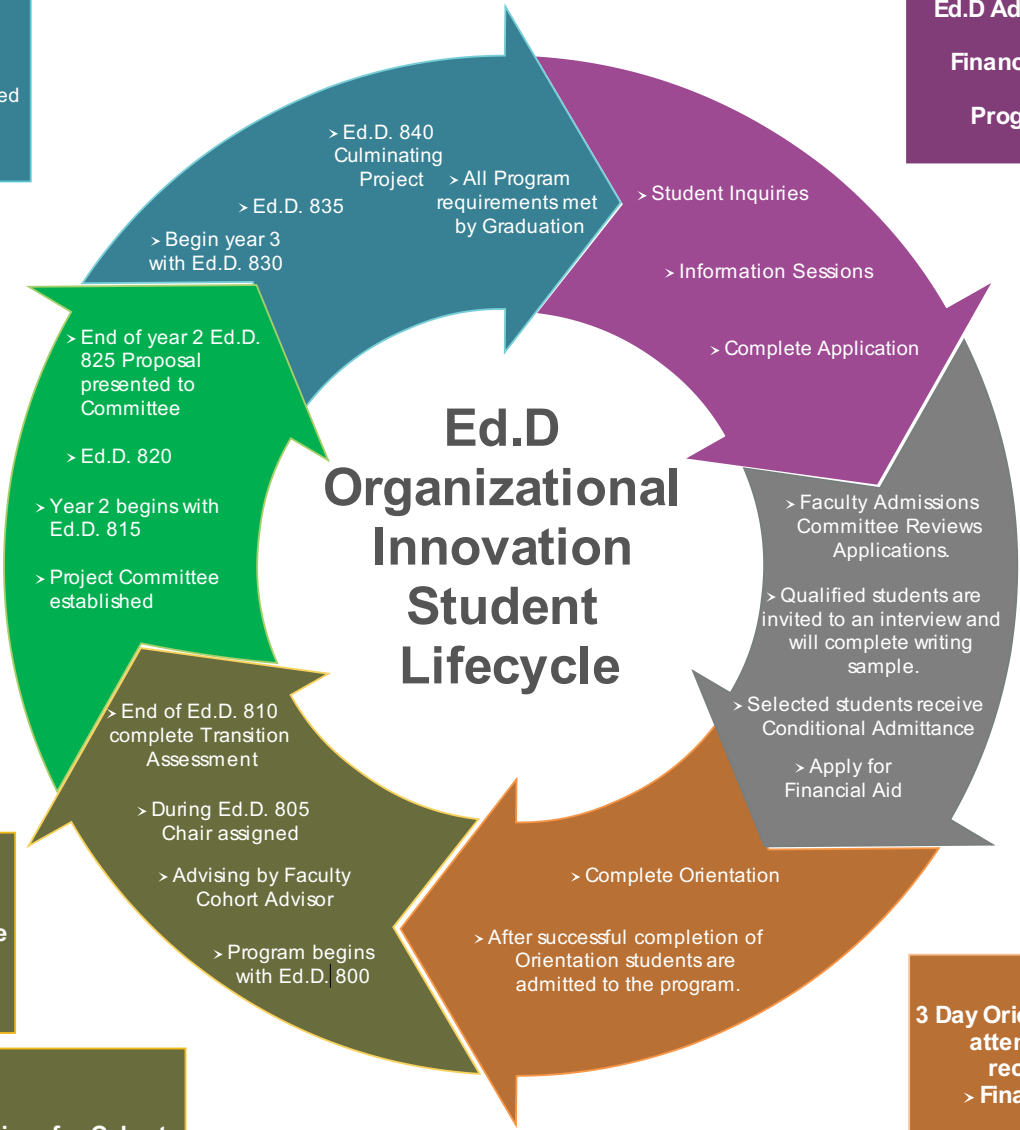 Ed.D Ad
Financ
Prog
ed
> Ed.D. 840
Culminating
Project
> All Program
requirements met
by Graduation
> Ed.D. 835
> Begin year 3
with Ed.D. 830
> Student Inquiries
> Information Sessions
> Complete Application
> End of year 2 Ed.D.
825 Proposal
presented to
Committee
> Ed.D. 820
> Year 2 begins with
Ed.D. 815
> Project Committee
established
Ed.D
Organizational
Innovation
Student
Lifecycle
> Faculty Admissions
Committee Reviews
Applications.
> Qualified students are
invited to an interview and
will complete writing
sample.
> Selected students receive
Conditional Admittance
> Apply for
Financial Aid
> End of Ed.D. 810
complete Transition
Assessment
> During Ed.D. 805
Chair assigned
> Advising by Faculty
Cohort Advisor
> Program begins
with Ed.D. 800
> Complete Orientation
> After successful completion of
Orientation students are
admitted to the program.
e
3 Day Orie
atten
rec
> Fina